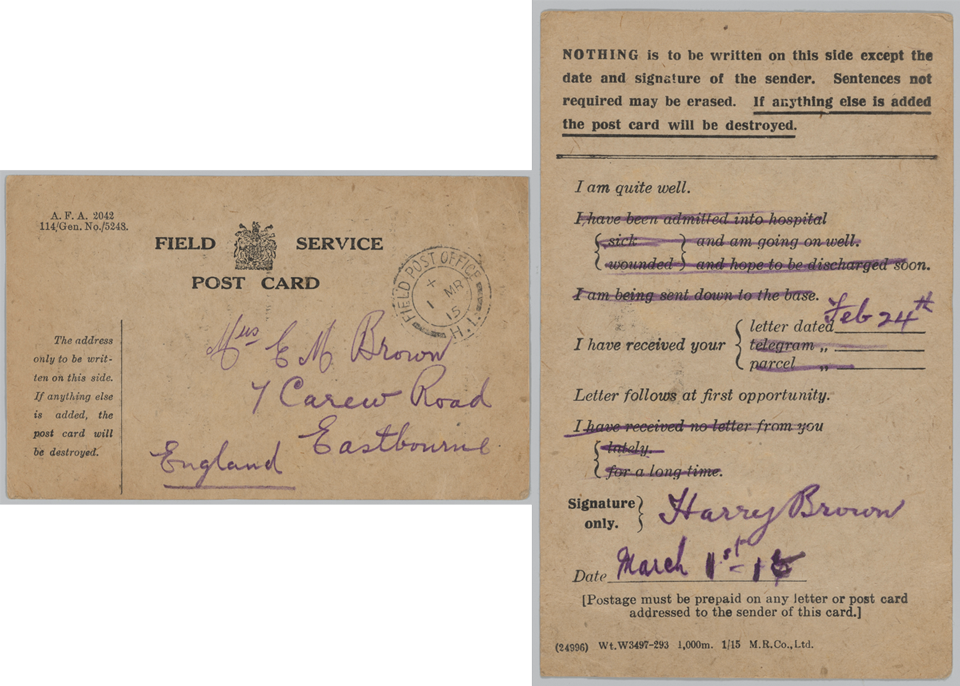 A. F. A. 2042
114/Gen. No./5248.
FIELD SERVICE
POST CARD
FIELD POST OFFICE
X
1 MR
15
H.T.
The address
only to be writ-
ten on this side.
If anything else
is added, the
post card will
be destroyed.
Mrs E M Brown
7 Carew Road
Eastbourne
England
NOTHING is to be written on this side except the
date and signature of the sender. Sentences not
required may be erased. If anything else is added
the post card will be destroyed.
I am quite well.
I have been admitted into hospital
sick and am going on well.
wounded and hope to be discharged soon.
I am being sent down to the base.
letter dated Feb 24th
I have received your
telegram „
parcel „
Letter follows at first opportunity.
I have received no letter from you
lately.
for a long time.
Signature
only.
Harry Brown
Date March 1st - 15
[Postage must be prepaid on any letter or post card
addressed to the sender of this card.]
(24996) Wt.W3497-293 1,000m. 1/15 M.R.Co.,Ltd.